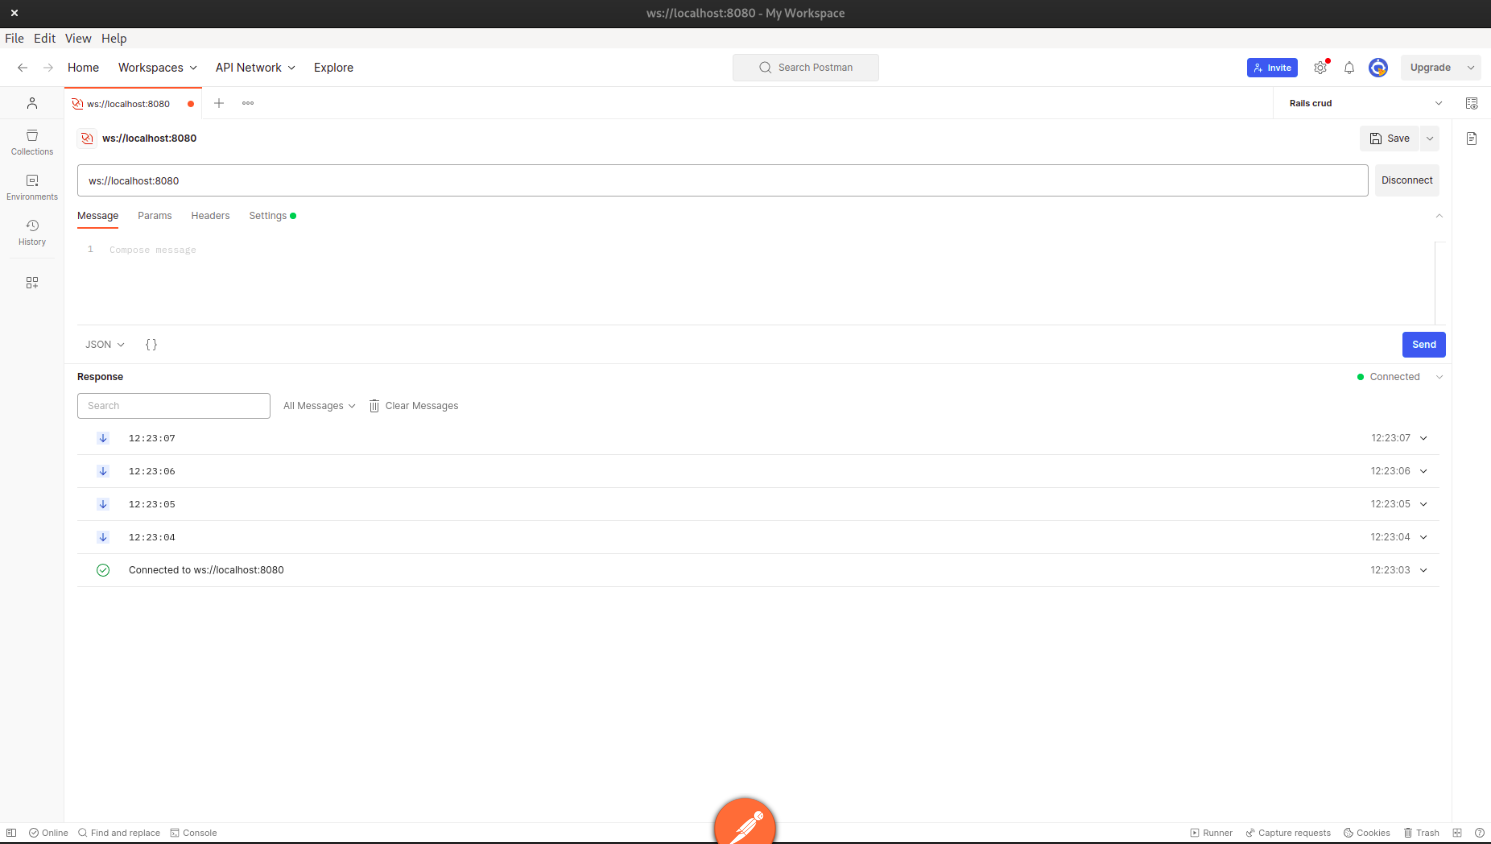 ws://localhost:8080 - My Workspace
File Edit View Help
Home Workspaces API Network Explore Search Postman Invite Upgrade
ws://localhost:8080 Rails crud
ws://localhost:8080 Save
Collections
ws://localhost:8080 Disconnect
Environments
Message Params Headers Settings
History
1 Compose message
JSON {} Send
Response Connected
Search All Messages Clear Messages
12:23:07 12:23:07
12:23:06 12:23:06
12:23:05 12:23:05
12:23:04 12:23:04
Connected to ws://localhost:8080 12:23:03
Online Find and replace Console Runner Capture requests Cookies Trash